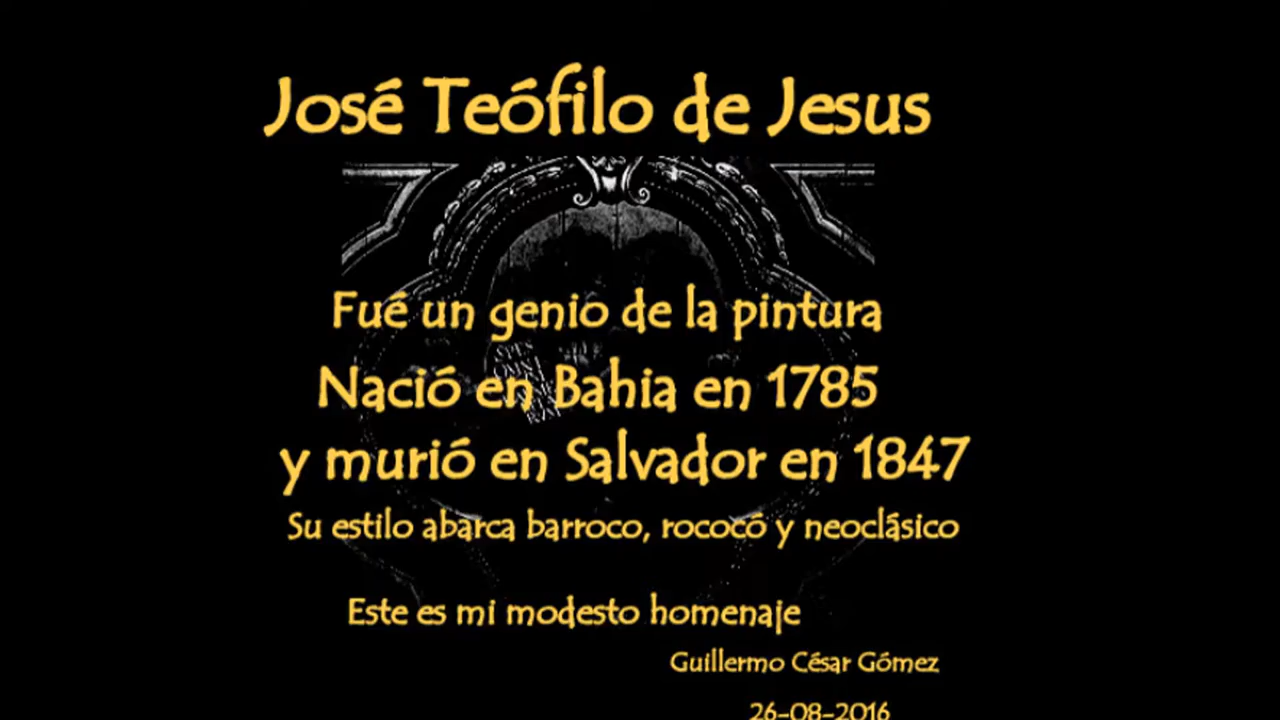 José Teófilo de Jesus
Fué un genio de la pintura
Nació en Bahia en 1785
y murió en Salvador en 1847
Su estilo abarca barroco, rococó y neoclásico
Este es mi modesto homenaje
Guillermo César Gómez
26-08-2016